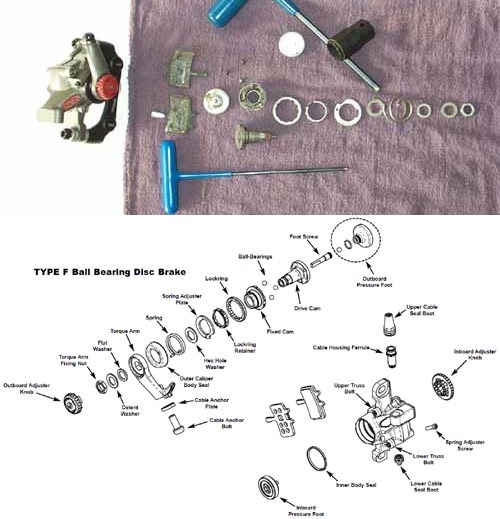 TYPE F Ball Bearing Disc Brake
Foot Screw
Ball-Bearings
Lockring
Spring Adjuster
Plate
Spring
Torque Arm
Flat
Washer
Torque Arm
Fixing Nut
Outboard Adjuster
Knob
Detent
Washer
Outer Caliper
Body Seal
Cable Anchor
Plate
Cable Anchor
Bolt
Hex Hole
Washer
Lockring
Retainer
Fixed Cam
Drive Cam
Outboard
Pressure Foot
Upper Cable
Seal Boot
Cable Housing Ferrule
Inboard Adjuster
Knob
Upper Truss
Bolt
Spring Adjuster
Screw
Lower Truss
Bolt
Lower Cable
Seal Boot
Inner Body Seal
Inboard
Pressure Foot